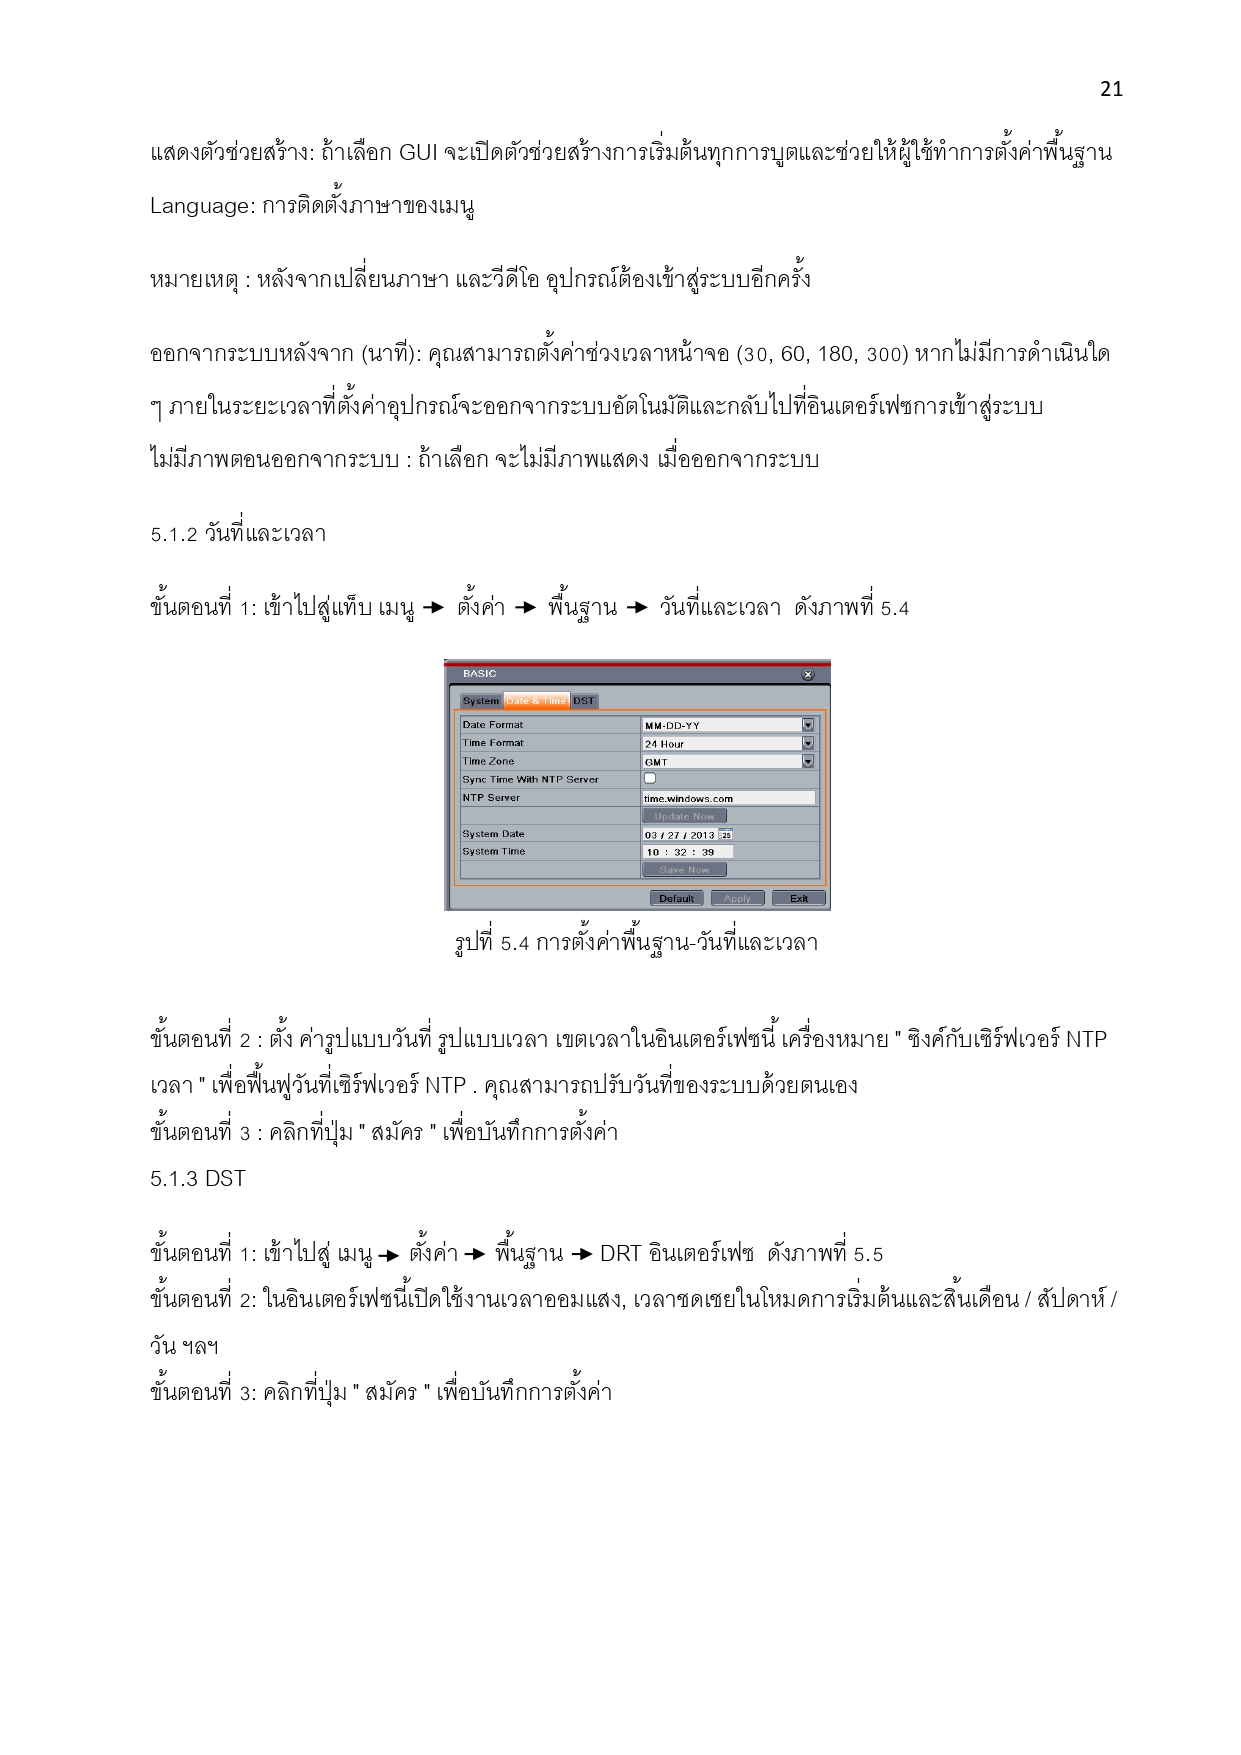 21
แสดงตัวช่วยสร้าง: ถ้าเลือก GUI จะเปิดตัวช่วยสร้างการเริ่มต้นทุกการบูตและช่วยให้ผู้ใช้ทำการตั้งค่าพื้นฐาน
Language: การติดตั้งภาษาของเมนู
หมายเหตุ : หลังจากเปลี่ยนภาษา และวีดีโอ อุปกรณ์ต้องเข้าสู่ระบบอีกครั้ง
ออกจากระบบหลังจาก (นาที): คุณสามารถตั้งค่าช่วงเวลาหน้าจอ (30, 60, 180, 300) หากไม่มีการดำเนินใด
ๆ ภายในระยะเวลาที่ตั้งค่าอุปกรณ์จะออกจากระบบอัตโนมัติและกลับไปที่อินเตอร์เฟซการเข้าสู่ระบบ
ไม่มีภาพตอนออกจากระบบ : ถ้าเลือก จะไม่มีภาพแสดง เมื่อออกจากระบบ
5.1.2 วันที่และเวลา
ขั้นตอนที่ 1: เข้าไปสู่แท็บ เมนู → ตั้งค่า → พื้นฐาน → วันที่และเวลา ดังภาพที่ 5.4
BASIC
System Date & Time DST
Date Format MM-DD-YY
Time Format 24 Hour
Time Zone GMT
Sync Time With NTP Server
NTP Server time.windows.com
Update Now
System Date 03 / 27 / 2013 25
System Time 10 : 32 : 39
Save Now
Default Apply Exit
รูปที่ 5.4 การตั้งค่าพื้นฐาน-วันที่และเวลา
ขั้นตอนที่ 2 : ตั้ง ค่ารูปแบบวันที่ รูปแบบเวลา เขตเวลาในอินเตอร์เฟซนี้ เครื่องหมาย " ซิงค์กับเซิร์ฟเวอร์ NTP
เวลา " เพื่อฟื้นฟูวันที่เซิร์ฟเวอร์ NTP . คุณสามารถปรับวันที่ของระบบด้วยตนเอง
ขั้นตอนที่ 3 : คลิกที่ปุ่ม " สมัคร " เพื่อบันทึกการตั้งค่า
5.1.3 DST
ขั้นตอนที่ 1: เข้าไปสู่ เมนู → ตั้งค่า → พื้นฐาน → DRT อินเตอร์เฟซ ดังภาพที่ 5.5
ขั้นตอนที่ 2: ในอินเตอร์เฟซนี้เปิดใช้งานเวลาออมแสง, เวลาชดเชยในโหมดการเริ่มต้นและสิ้นเดือน / สัปดาห์ /
วัน ฯลฯ
ขั้นตอนที่ 3: คลิกที่ปุ่ม " สมัคร " เพื่อบันทึกการตั้งค่า